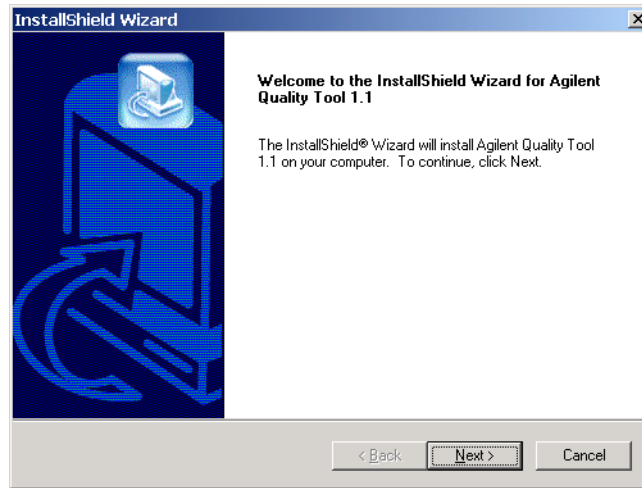 InstallShield Wizard
Welcome to the InstallShield Wizard for Agilent
Quality Tool 1.1
The InstallShield® Wizard will install Agilent Quality Tool
1.1 on your computer. To continue, click Next.
< Back Next > Cancel